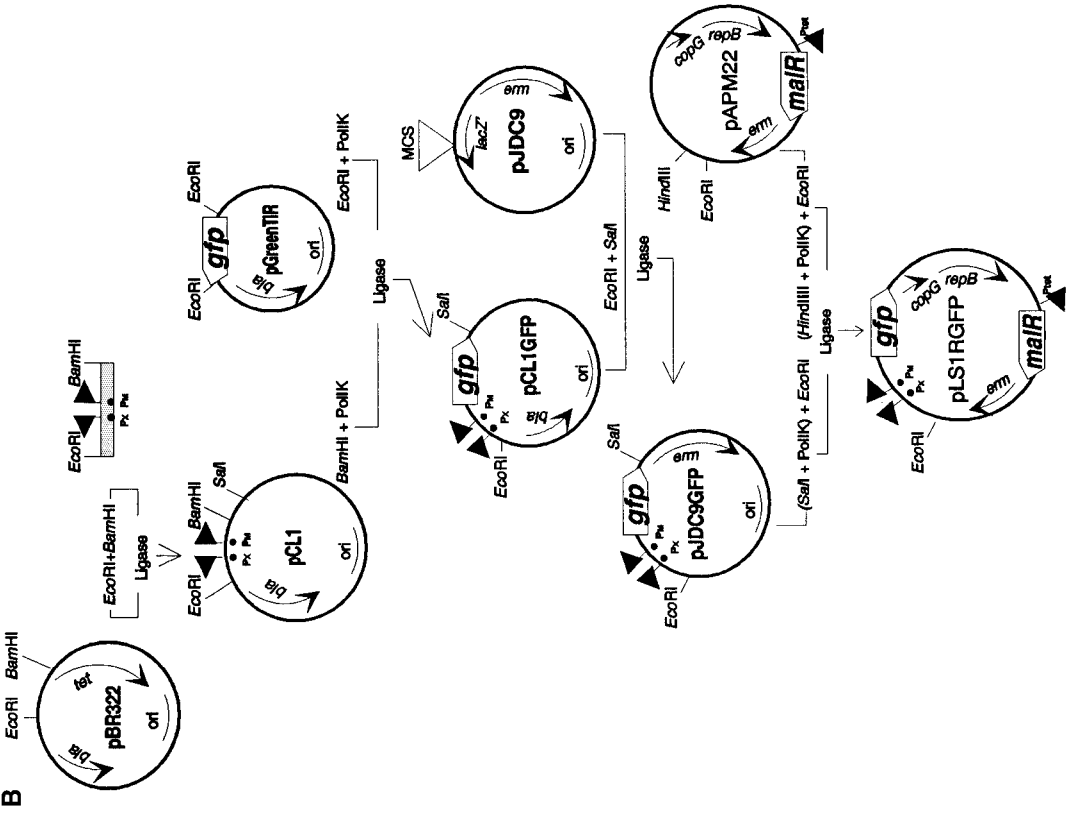 B
EcoRI
BamHI
bla
tet
pBR322
ori
EcoRI+BamHI
Ligase
EcoRI
BamHI
PX
PM
EcoRI
BamHI
SalI
PX
PM
bla
pCL1
ori
EcoRI
EcoRI
gfp
bla
pGreenTIR
ori
BamHI + PolIK
EcoRI + PolIK
Ligase
SalI
gfp
PM
PX
EcoRI
bla
pCL1GFP
ori
MCS
lacZ'
erm
pJDC9
ori
EcoRI + SalI
Ligase
SalI
gfp
PM
PX
EcoRI
erm
pJDC9GFP
ori
HindIII
EcoRI
copG
repB
pAPM22
erm
malR
Ptet
(SalI + PolIK) + EcoRI
(HindIIII + PolIK) + EcoRI
Ligase
gfp
PM
PX
EcoRI
copG
repB
pLS1RGFP
erm
malR
Ptet